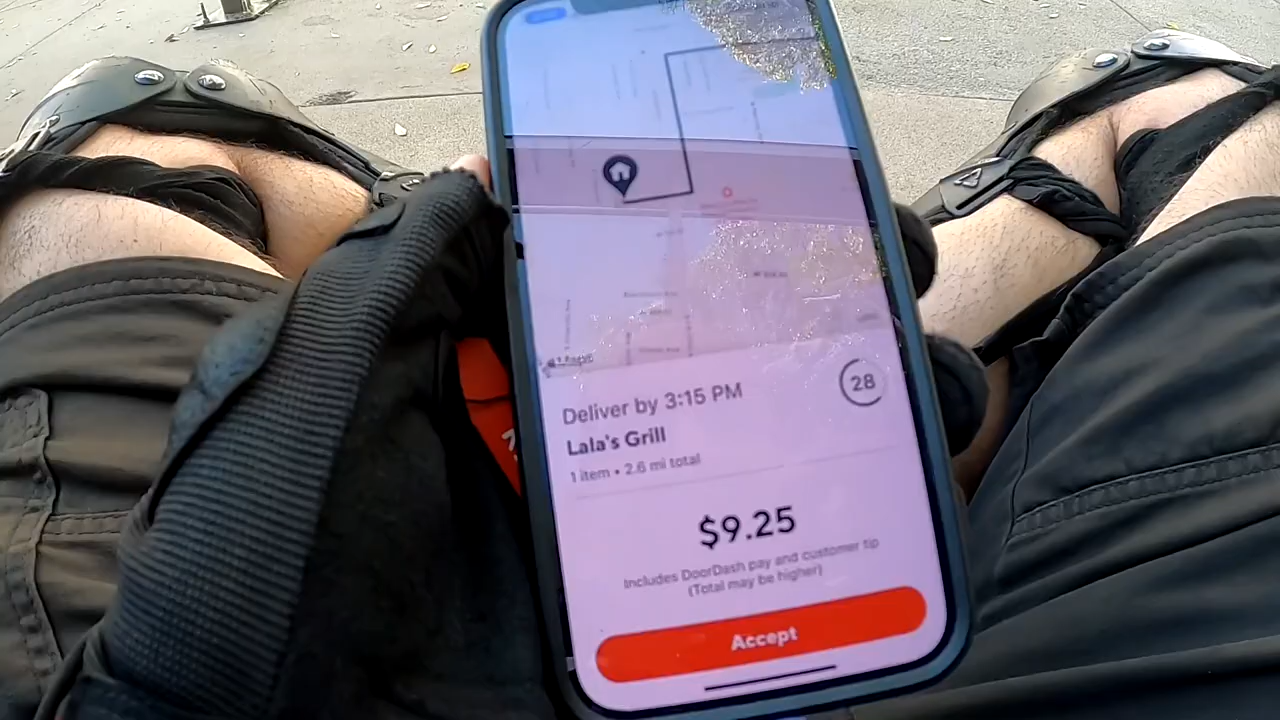 Deliver by 3:15 PM
28
Lala's Grill
1 item • 2.6 mi total
$9.25
Includes DoorDash pay and customer tip
(Total may be higher)
Accept